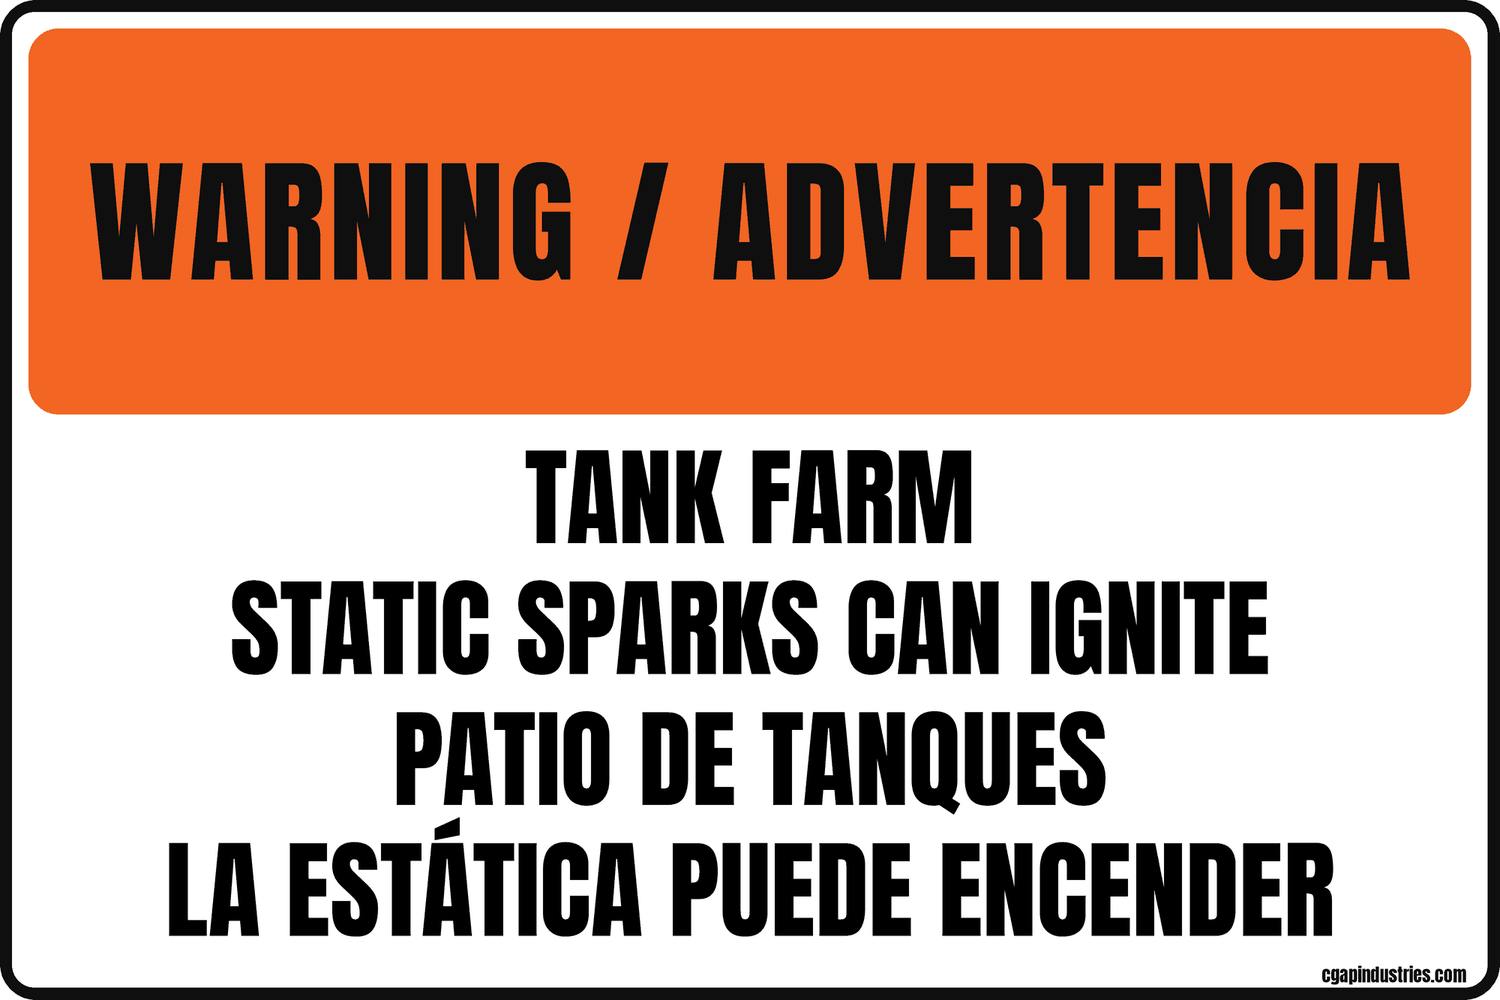 WARNING / ADVERTENCIA
TANK FARM
STATIC SPARKS CAN IGNITE
PATIO DE TANQUES
LA ESTÁTICA PUEDE ENCENDER
cgapindustries.com